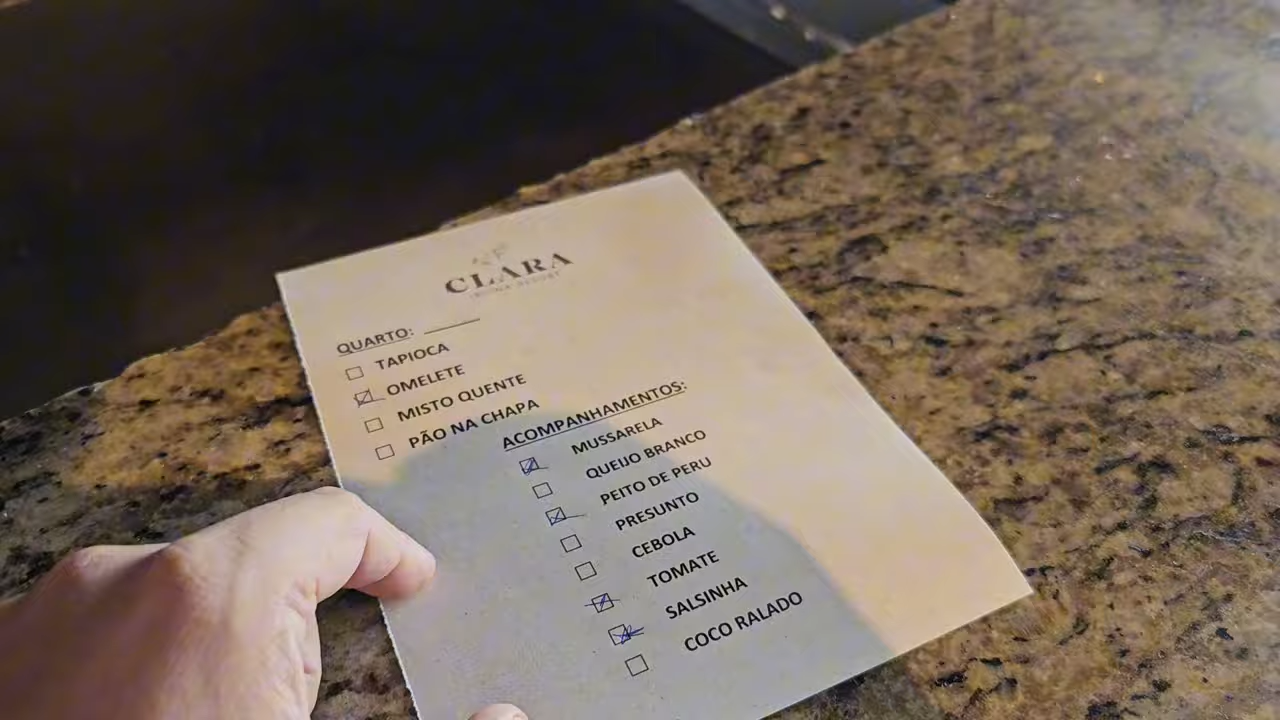 CLARA
QUARTO: ______
☐ TAPIOCA
☑ OMELETE
☐ MISTO QUENTE
☐ PÃO NA CHAPA
ACOMPANHAMENTOS:
☑ MUSSARELA
☐ QUEIJO BRANCO
☑ PEITO DE PERU
☐ PRESUNTO
☐ CEBOLA
☑ TOMATE
☑ SALSINHA
☐ COCO RALADO